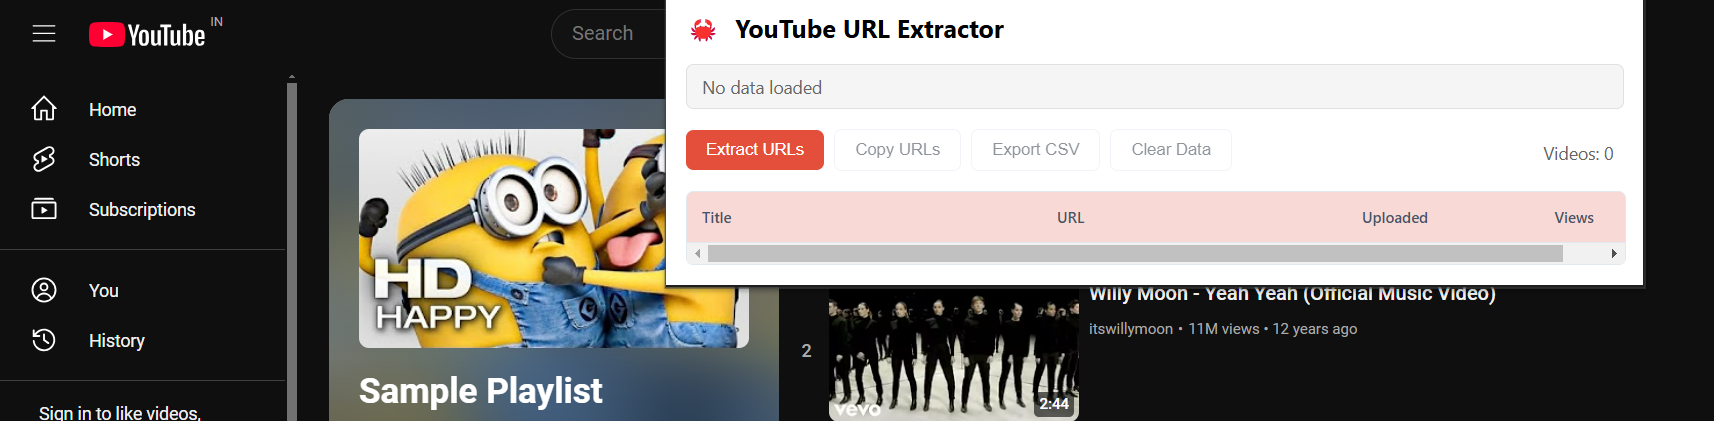 YouTube IN
Search
Home
Shorts
Subscriptions
You
History
Sign in to like videos,
HD
HAPPY
Sample Playlist
YouTube URL Extractor
No data loaded
Extract URLs
Copy URLs
Export CSV
Clear Data
Videos: 0
Title
URL
Uploaded
Views
2
vevo
2:44
Willy Moon - Yeah Yeah (Official Music Video)
itswillymoon • 11M views • 12 years ago